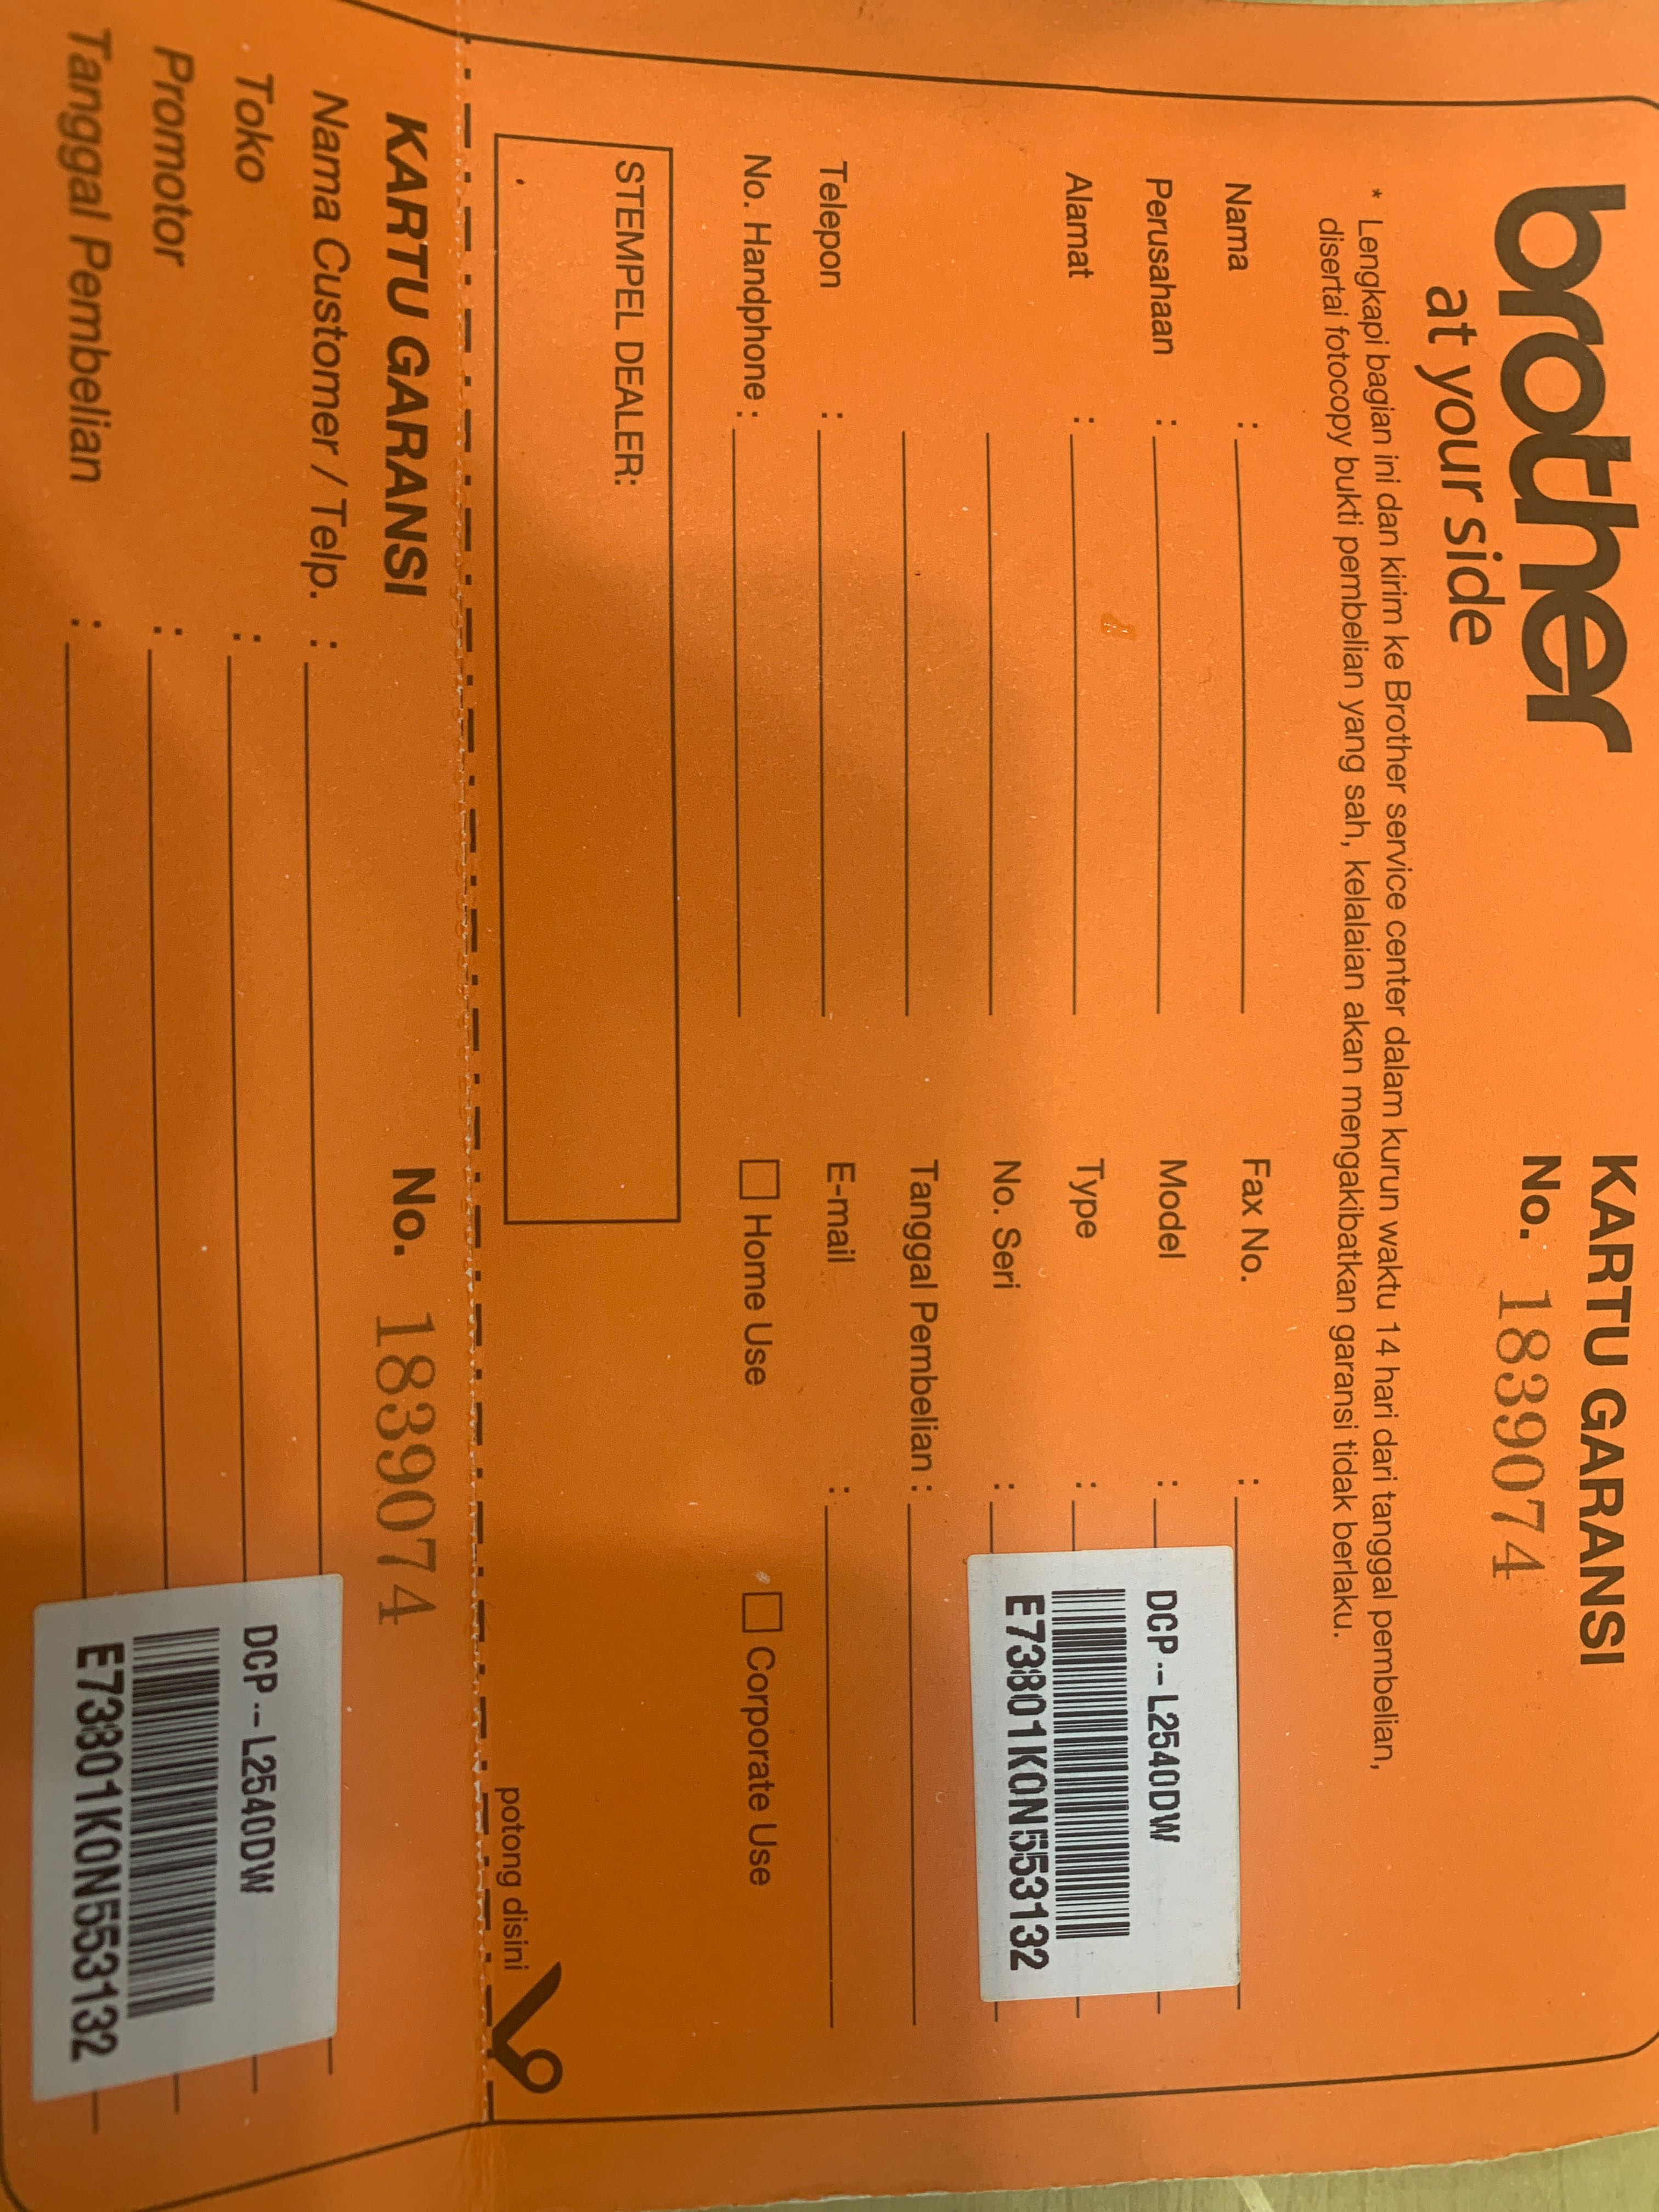 brother
at your side
KARTU GARANSI
No. 1839074
* Lengkapi bagian ini dan kirim ke Brother service center dalam kurun waktu 14 hari dari tanggal pembelian,
disertai fotocopy bukti pembelian yang sah, kelalaian akan mengakibatkan garansi tidak berlaku.
Nama :
Perusahaan :
Alamat :
Telepon :
No. Handphone :
Fax No. :
Model :
Type :
No. Seri :
DCP-L2540DW
E73801K0N553132
Tanggal Pembelian :
E-mail :
Home Use
Corporate Use
STEMPEL DEALER:
potong disini
KARTU GARANSI
No. 1839074
Nama Customer / Telp. :
Toko :
Promotor :
Tanggal Pembelian :
DCP-L2540DW
E73801K0N553132